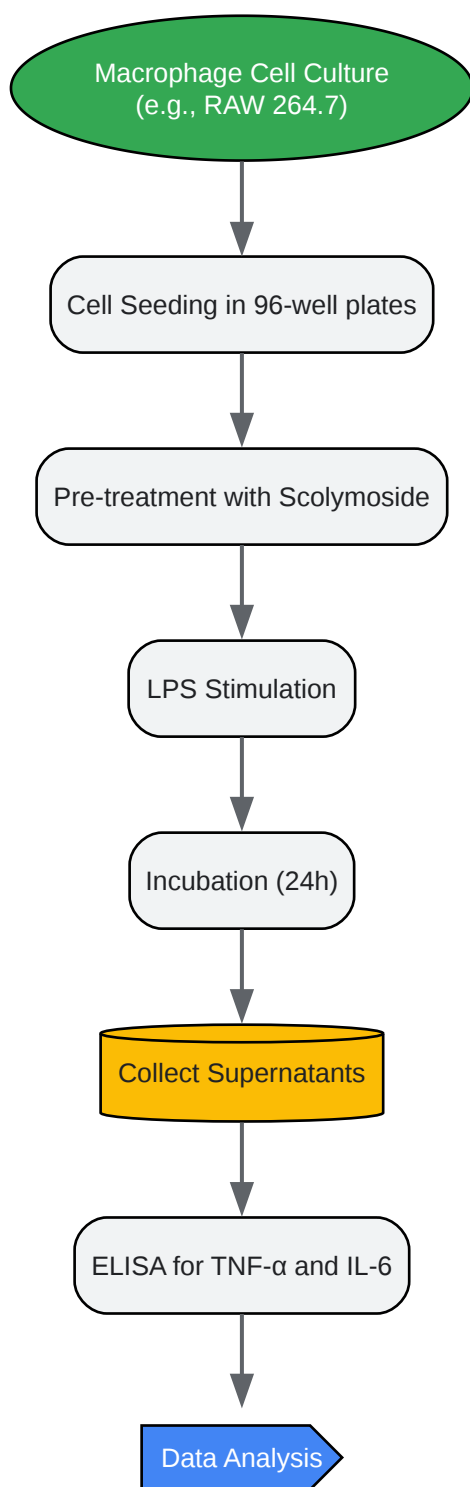 Macrophage Cell Culture
(e.g., RAW 264.7)
Cell Seeding in 96-well plates
Pre-treatment with Scolymoside
LPS Stimulation
Incubation (24h)
Collect Supernatants
ELISA for TNF-α and IL-6
Data Analysis